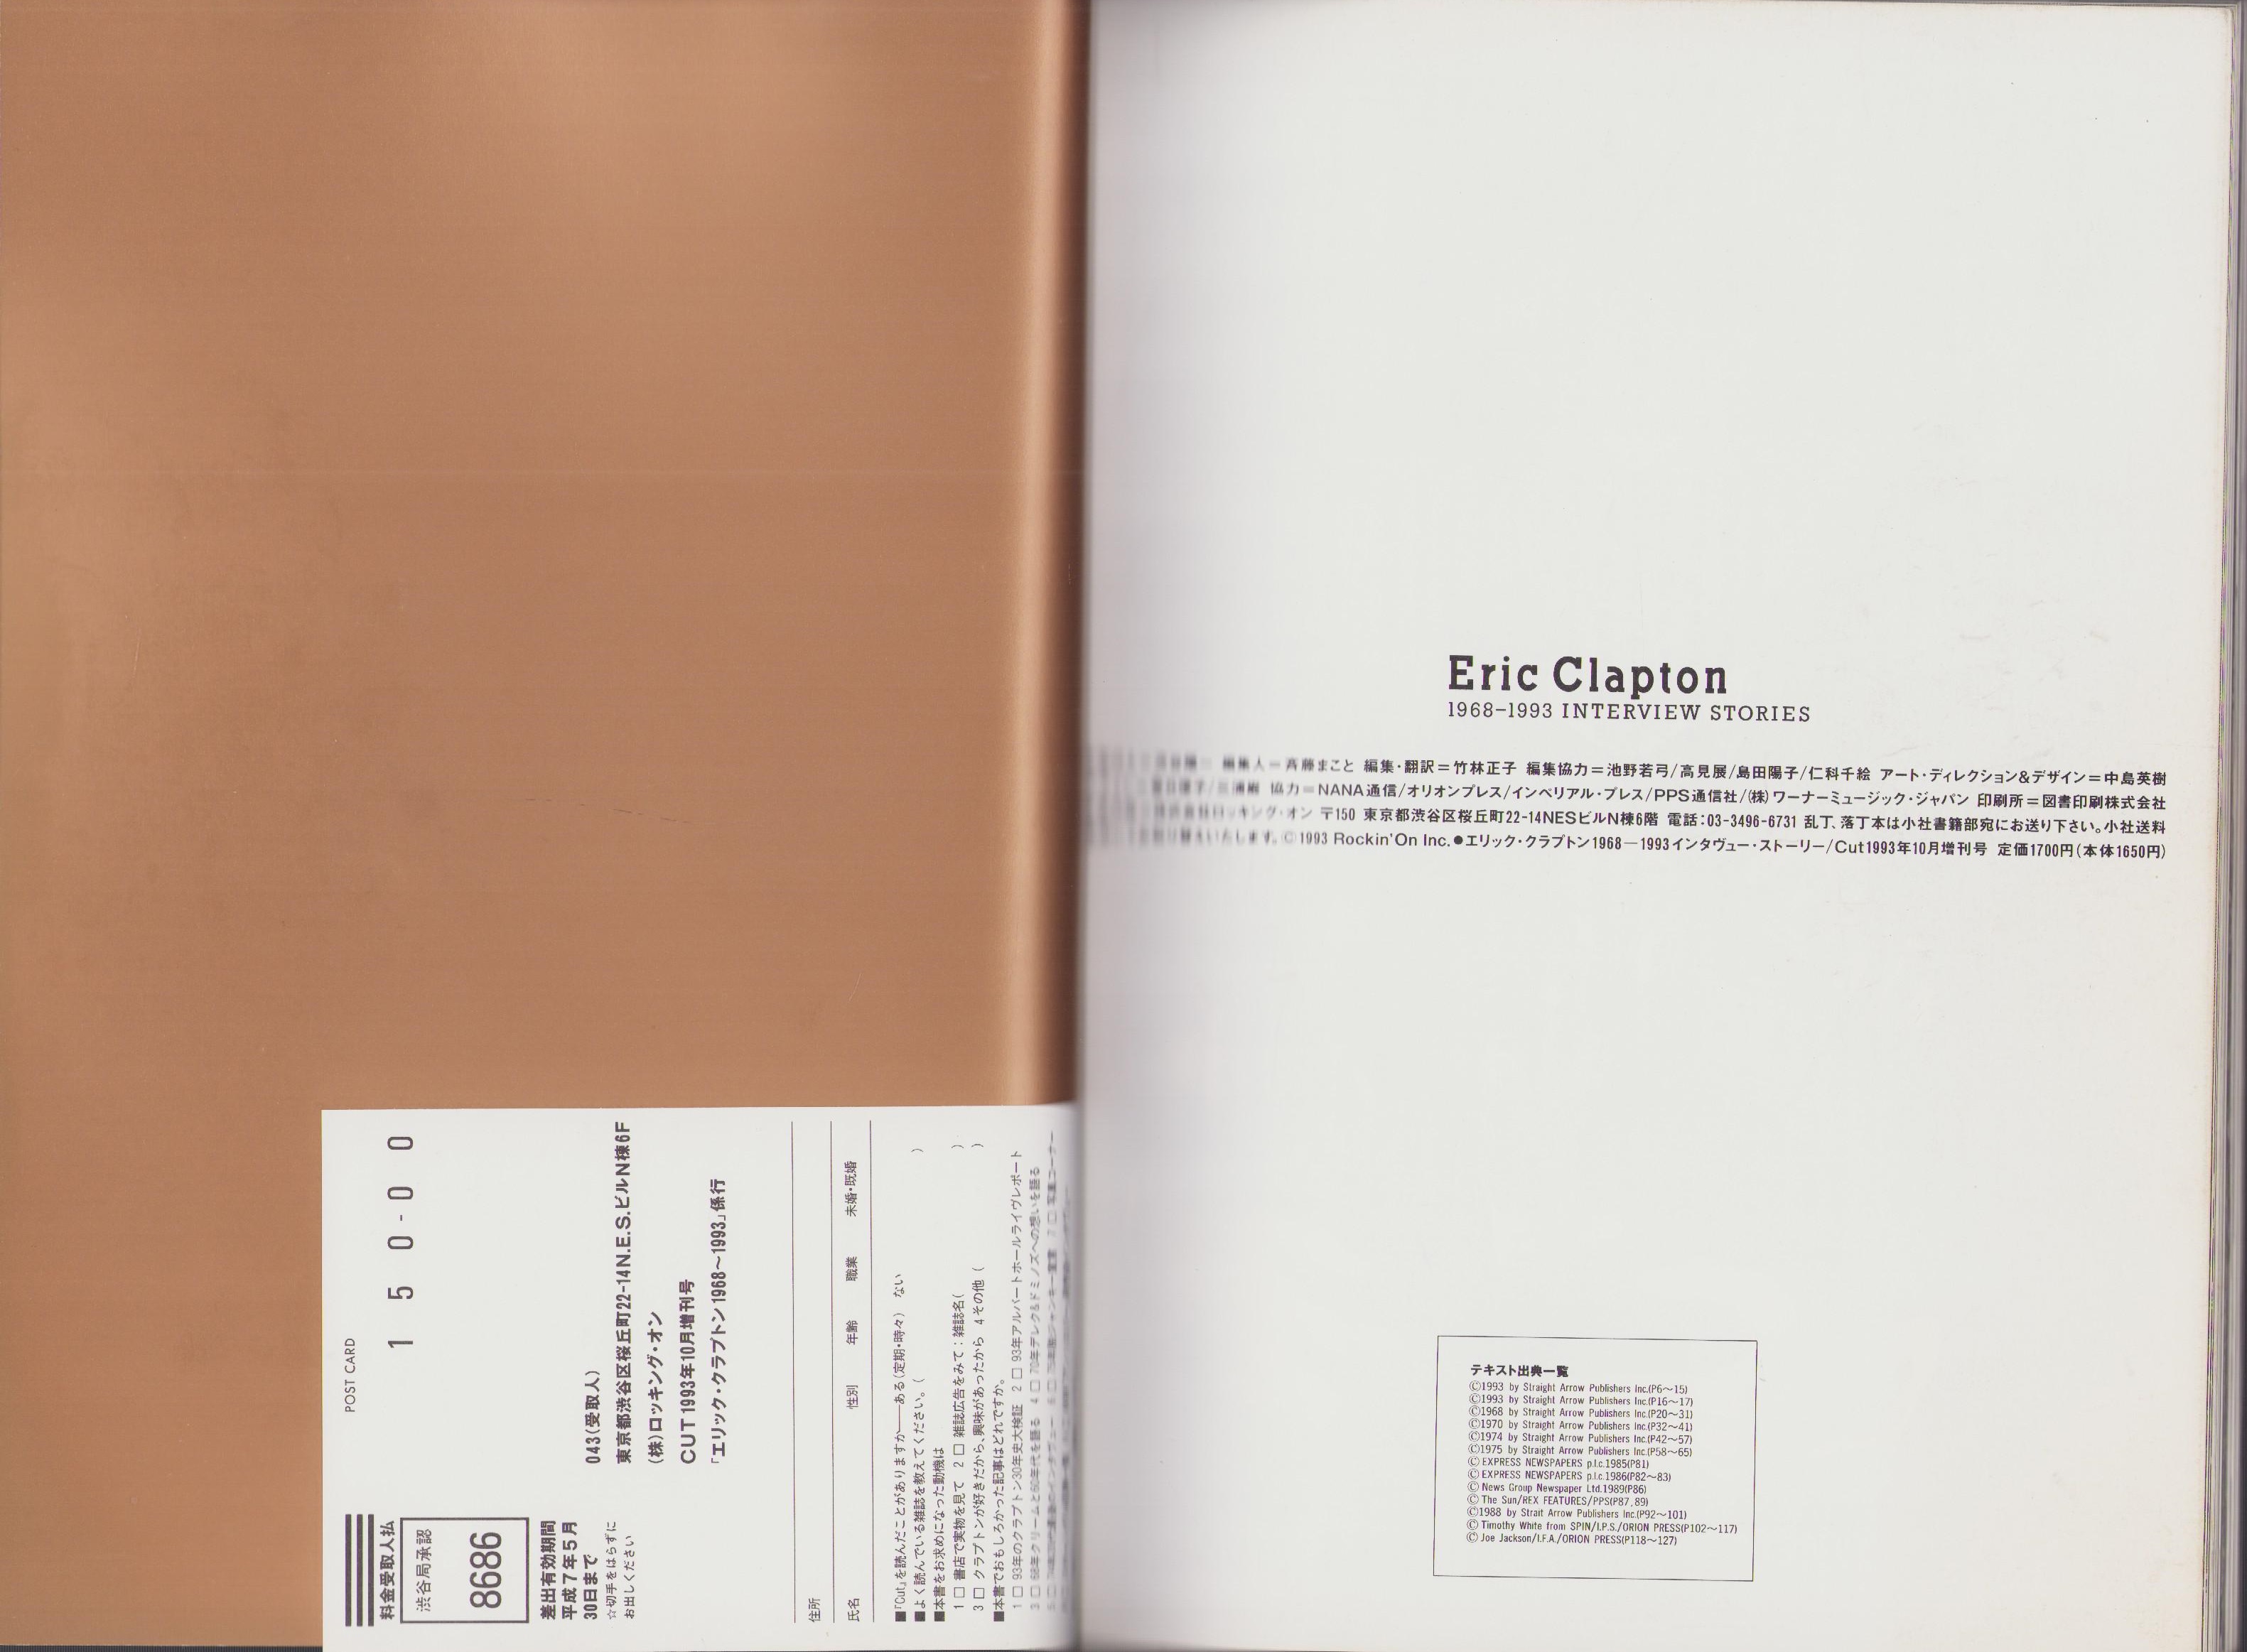 POST CARD
150-00
料金受取人払
渋谷局承認
8686
差出有効期間
平成7年5月
30日まで
☆切手をはらずに
お出しください
043(受取人)
東京都渋谷区桜丘町22-14N.E.S.ビルN棟6F
(株)ロッキング・オン
CUT1993年10月増刊号
「エリック・クラプトン1968〜1993」係行
住所
氏名 性別 年齢 職業 未婚・既婚
■「Cut」を読んだことがありますか——ある(定期・時々) ない
■よく読んでいる雑誌を教えてください。( )
■本書をお求めになった動機は
1 □ 書店で実物を見て 2 □ 雑誌広告をみて:雑誌名( )
3 □ クラプトンが好きだから、興味があったから 4 その他 ( )
■本書でおもしろかった記事はどれですか。
1 □ 93年のクラプトン30年史大検証 2 □ 93年アルバートホールライヴレポート
3 □ 68年クリームと60年代を語る 4 □ 70年デレク&ドミノズへの想いを語る
Eric Clapton
1968-1993 INTERVIEW STORIES
編集人=斉藤まこと 編集・翻訳=竹林正子 編集協力=池野若弓/高見展/島田陽子/仁科千絵 アート・ディレクション&デザイン=中島英樹
協力=NANA通信/オリオンプレス/インペリアル・プレス/PPS通信社/(株)ワーナーミュージック・ジャパン 印刷所=図書印刷株式会社
ロッキング・オン 〒150 東京都渋谷区桜丘町22-14NESビルN棟6階 電話:03-3496-6731 乱丁、落丁本は小社書籍部宛にお送り下さい。小社送料
いたします。©1993 Rockin'On Inc.●エリック・クラプトン1968—1993インタヴュー・ストーリー/Cut1993年10月増刊号 定価1700円(本体1650円)
テキスト出典一覧
©1993 by Straight Arrow Publishers Inc.(P6〜15)
©1993 by Straight Arrow Publishers Inc.(P16〜17)
©1968 by Straight Arrow Publishers Inc.(P20〜31)
©1970 by Straight Arrow Publishers Inc.(P32〜41)
©1974 by Straight Arrow Publishers Inc.(P42〜57)
©1975 by Straight Arrow Publishers Inc.(P58〜65)
© EXPRESS NEWSPAPERS p.l.c.1985(P81)
© EXPRESS NEWSPAPERS p.l.c.1986(P82〜83)
© News Group Newspaper Ltd.1989(P86)
© The Sun/REX FEATURES/PPS(P87,89)
©1988 by Strait Arrow Publishers Inc.(P92〜101)
© Timothy White from SPIN/I.P.S./ORION PRESS(P102〜117)
© Joe Jackson/I.F.A./ORION PRESS(P118〜127)